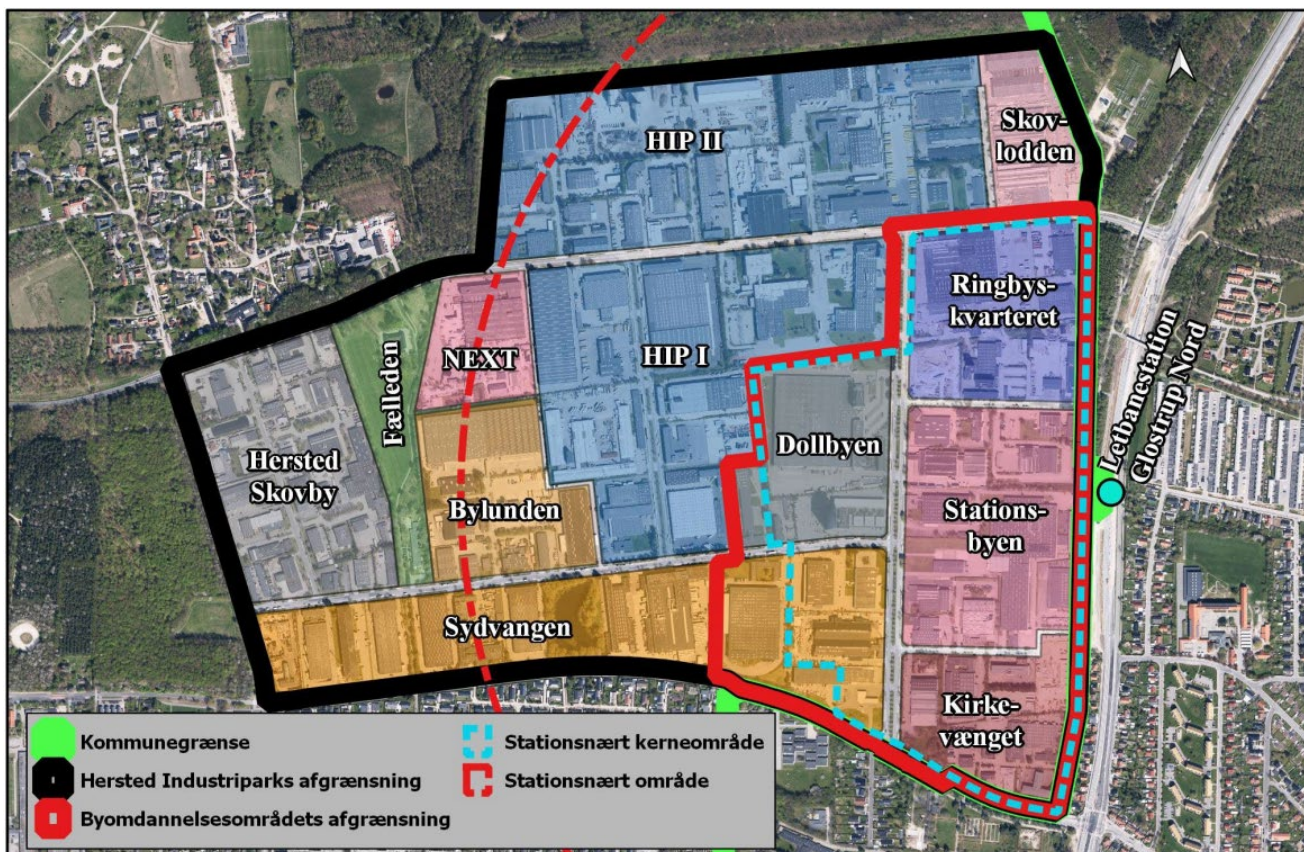 HIP II
Skov-
lodden
Ringbys-
kvarteret
NEXT
HIP I
Fælleden
Letbanestation
Glostrup Nord
Dollbyen
Hersted
Skovby
Bylunden
Stations-
byen
Sydvangen
Kirke-
vænget
Kommunegrænse
Hersted Industriparks afgrænsning
Byomdannelsesområdets afgrænsning
Stationsnært kerneområde
Stationsnært område